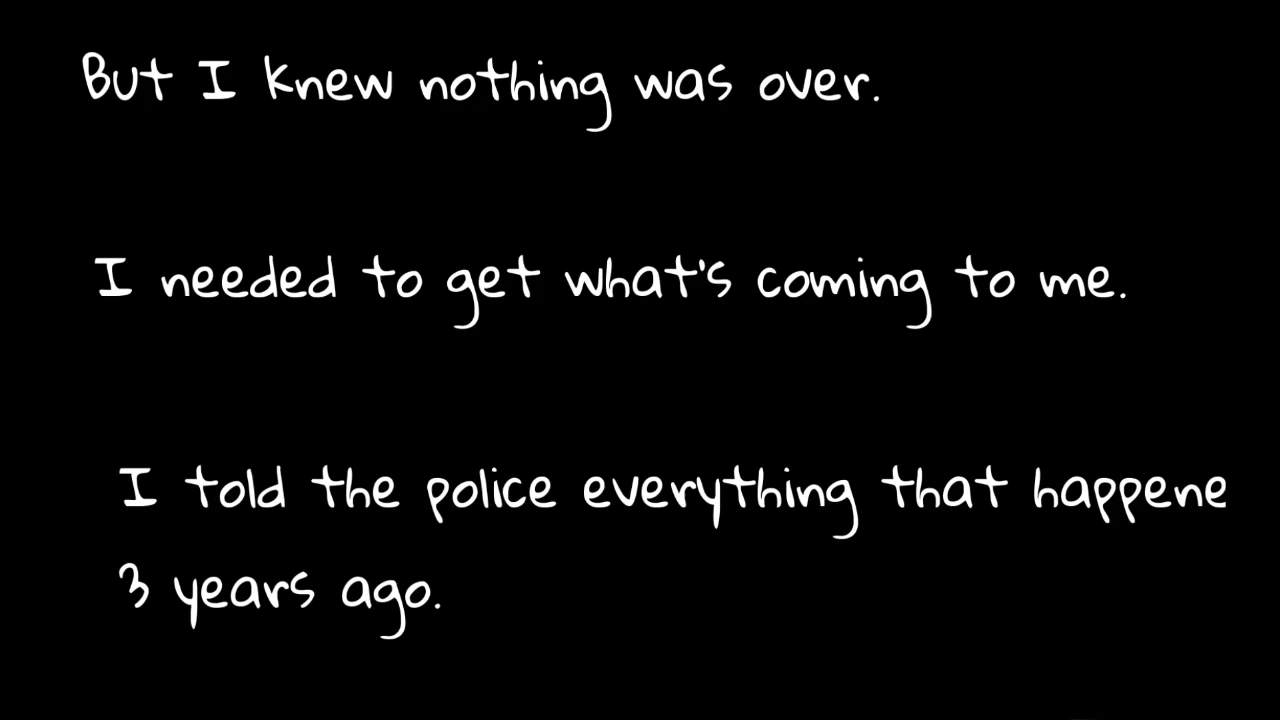 But I knew nothing was over.
I needed to get what's coming to me.
I told the police everything that happene
3 years ago.